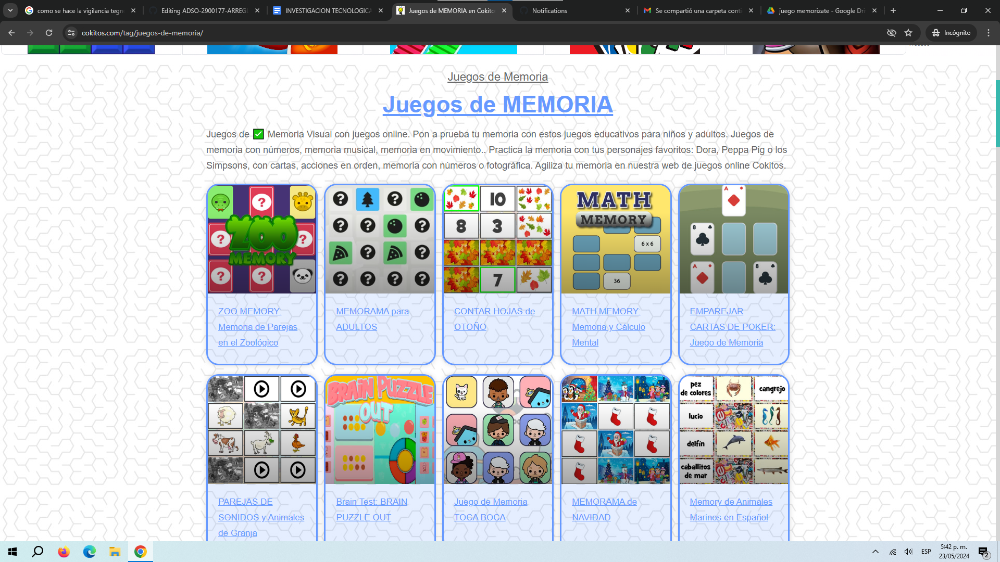 como se hace la vigilancia tegn
Editing ADSO-2900177-ARREGL
INVESTIGACION TECNOLOGICA
Juegos de MEMORIA en Cokito
Notifications
Se compartió una carpeta conti
juego memorizate - Google Dri
cokitos.com/tag/juegos-de-memoria/
Incógnito
Juegos de Memoria
Juegos de MEMORIA
Juegos de ✅ Memoria Visual con juegos online. Pon a prueba tu memoria con estos juegos educativos para niños y adultos. Juegos de
memoria con números, memoria musical, memoria en movimiento.. Practica la memoria con tus personajes favoritos: Dora, Peppa Pig o los
Simpsons, con cartas, acciones en orden, memoria con números o fotográfica. Agiliza tu memoria en nuestra web de juegos online Cokitos.
ZOO
MEMORY
10
8
3
7
MATH
MEMORY
6 x 6
36
A
8
A
8
ZOO MEMORY:
Memoria de Parejas
en el Zoológico
MEMORAMA para
ADULTOS
CONTAR HOJAS de
OTOÑO
MATH MEMORY:
Memoria y Cálculo
Mental
EMPAREJAR
CARTAS DE POKER:
Juego de Memoria
BRAIN PUZZLE
OUT
pez
de colores
cangrejo
lucio
delfín
caballitos
de mar
PAREJAS DE
SONIDOS y Animales
de Granja
Brain Test: BRAIN
PUZZLE OUT
Juego de Memoria
TOCA BOCA
MEMORAMA de
NAVIDAD
Memory de Animales
Marinos en Español
ESP
5:42 p. m.
23/05/2024
2